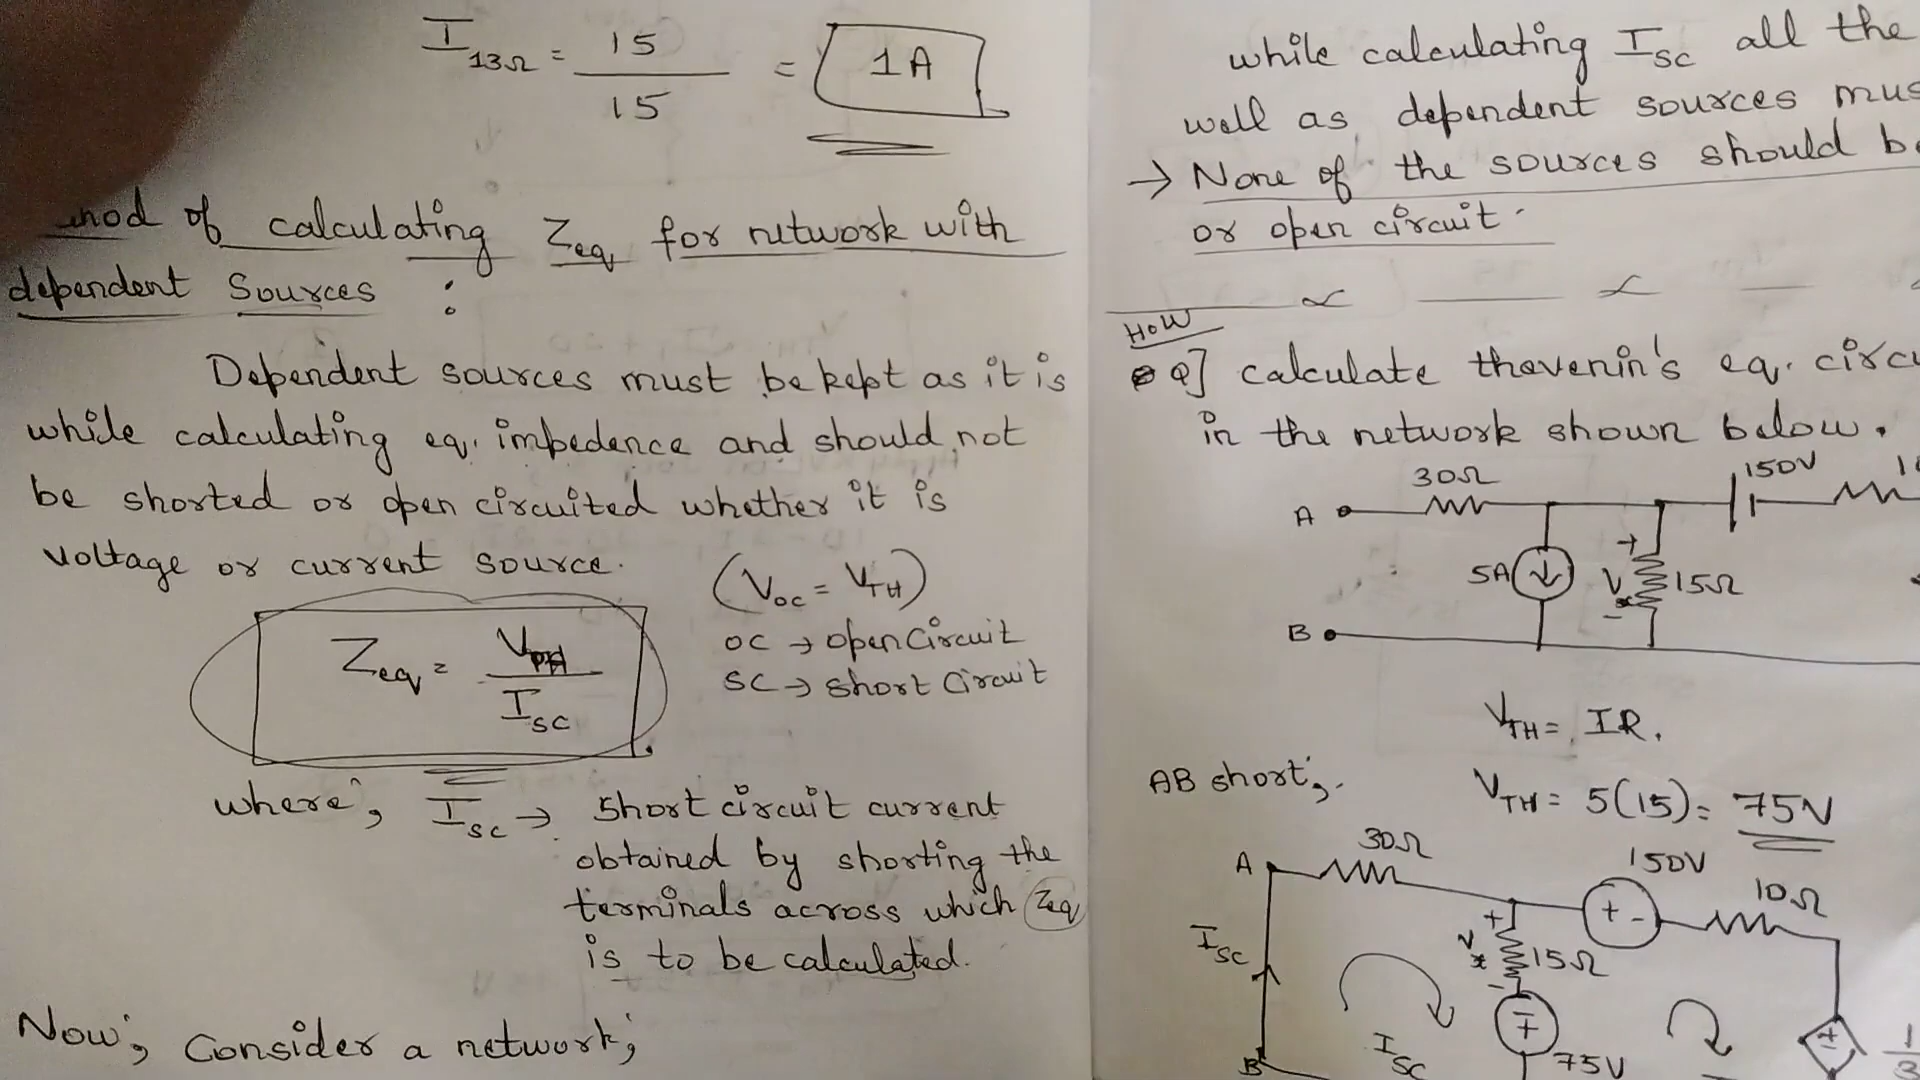 I13Ω = 15 / 15 = 1A
of calculating Zeq for network with
dependent Sources :
Dependent sources must be kept as it is
while calculating eq. impedence and should not
be shorted or open circuited whether it is
voltage or current source.
(Voc = VTH)
oc → open Circuit
sc → short Circuit
Zeq = / Isc
where, Isc → short circuit current
obtained by shorting the
terminals across which Zeq
is to be calculated.
Now, Consider a network;
while calculating Isc all the
well as dependent sources
→ None of the sources should
or open circuit.
HOW
Q] calculate thevenin's eq.
in the network shown below.
30Ω
150V
A
5A
+
V
-
15Ω
B
VTH = IR.
VTH = 5(15) = 75V
AB short,
A
30Ω
150V
+ -
10Ω
Isc
+
Vx
-
15Ω
Isc
75V
B